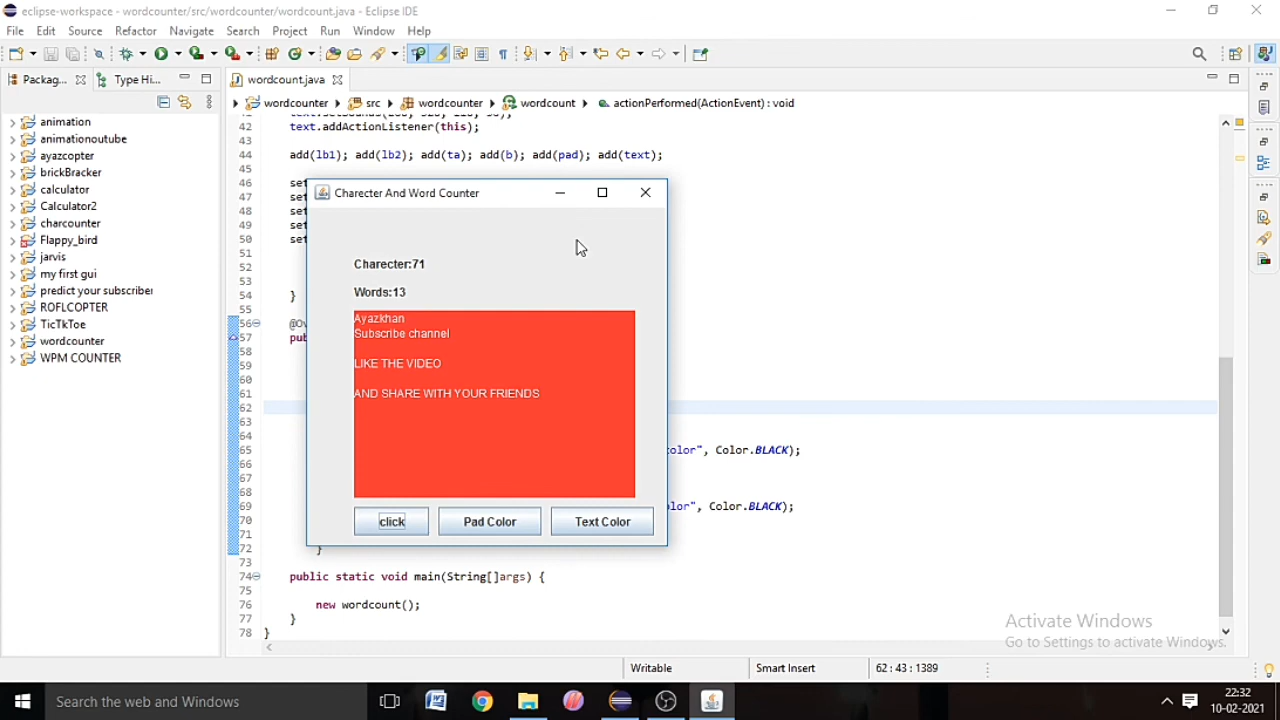 eclipse-workspace - wordcounter/src/wordcounter/wordcount.java - Eclipse IDE
File Edit Source Refactor Navigate Search Project Run Window Help
Packag... Type Hi... wordcount.java
wordcounter src wordcounter wordcount actionPerformed(ActionEvent) : void
animation
animationoutube
ayazcopter
brickBracker
calculator
Calculator2
charcounter
Flappy_bird
jarvis
my first gui
predict your subscriber
ROFLCOPTER
TicTkToe
wordcounter
WPM COUNTER
42 text.addActionListener(this);
43
44 add(lb1); add(lb2); add(ta); add(b); add(pad); add(text);
45
46 set
47 set
48 set
49 set
50 set
51
52
53
54 }
55
56 @Ov
57 pub
58
59
60
61
62
63
64
65 color", Color.BLACK);
66
67
68
69 lor", Color.BLACK);
70
71
72 }
73
74 public static void main(String[]args) {
75
76 new wordcount();
77 }
78 }
Charecter And Word Counter
Charecter:71
Words:13
Ayazkhan
Subscribe channel
LIKE THE VIDEO
AND SHARE WITH YOUR FRIENDS
click Pad Color Text Color
Activate Windows
Go to Settings to activate Windows.
Writable Smart Insert 62 : 43 : 1389
Search the web and Windows
22:32
10-02-2021